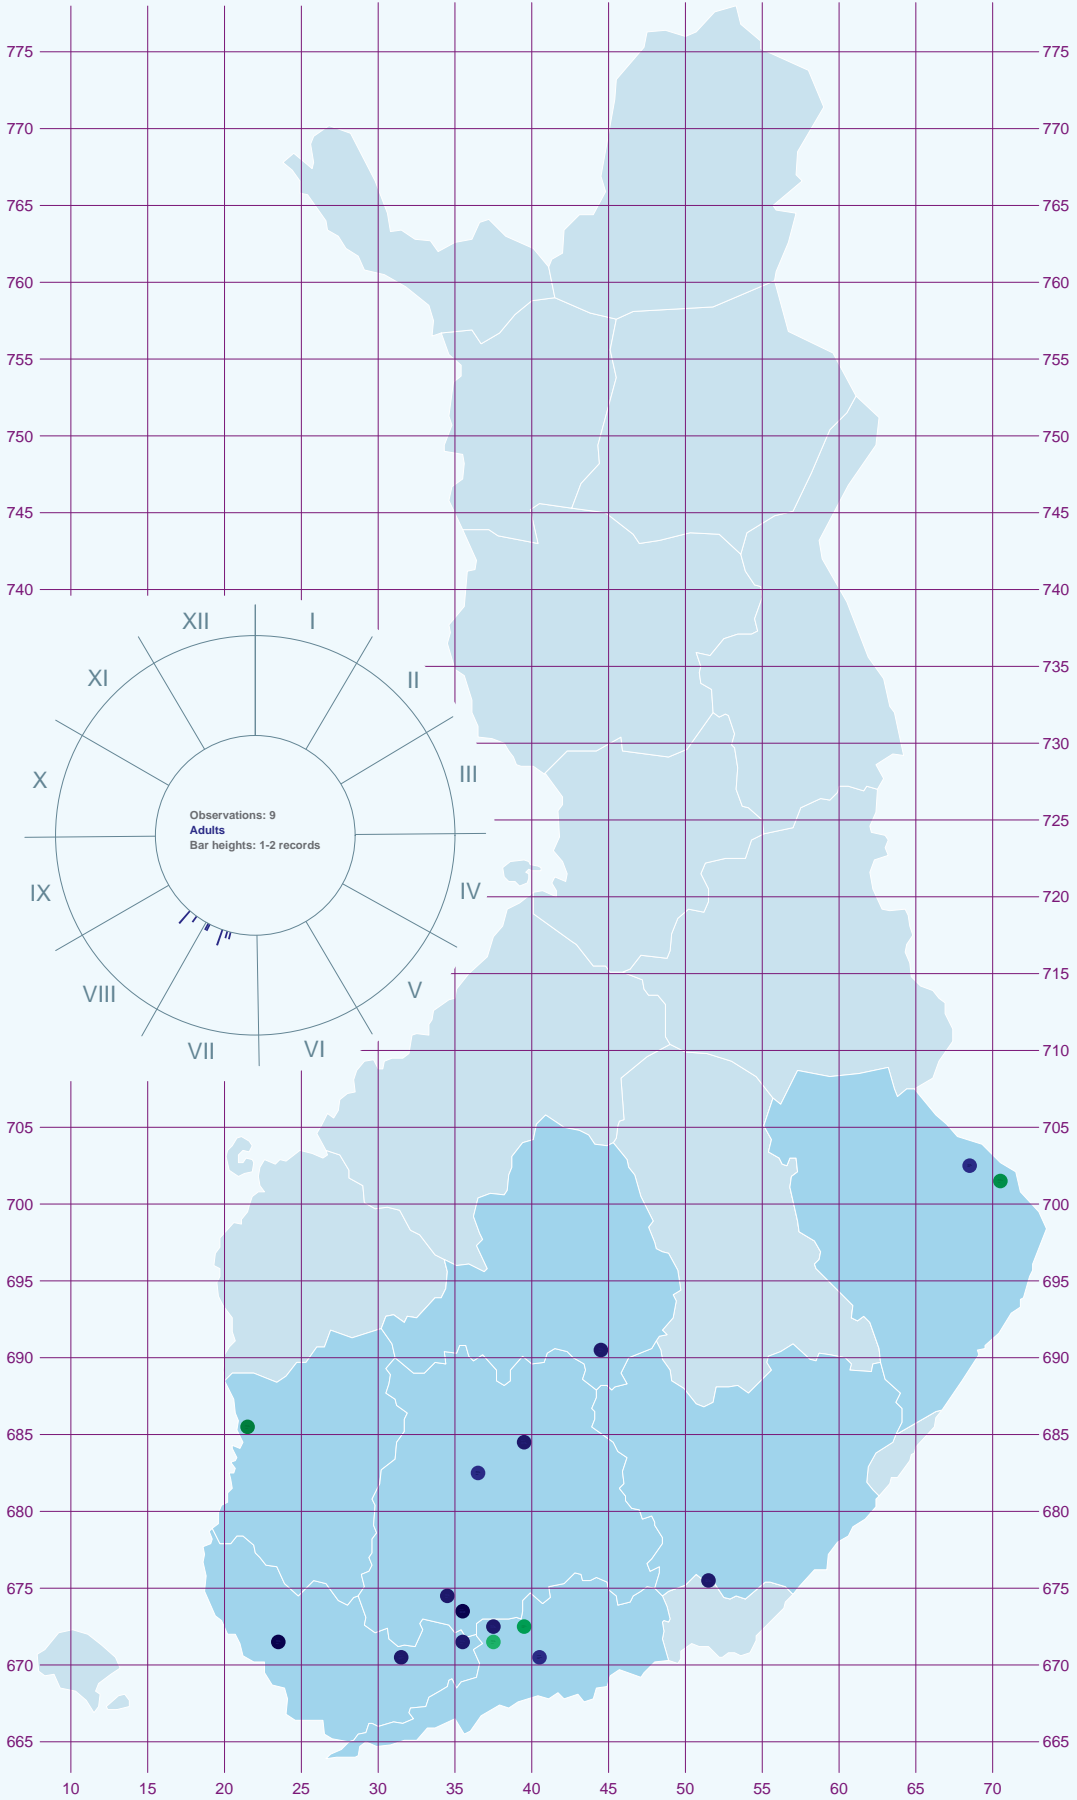 775 775
770 770
765 765
760 760
755 755
750 750
745 745
740 740
735
730
725
720
715
710
XII I
XI II
X III
Observations: 9
Adults
Bar heights: 1-2 records
IX IV
VIII V
VII VI
705 705
700 700
695 695
690 690
685 685
680 680
675 675
670 670
665 665
10 15 20 25 30 35 40 45 50 55 60 65 70